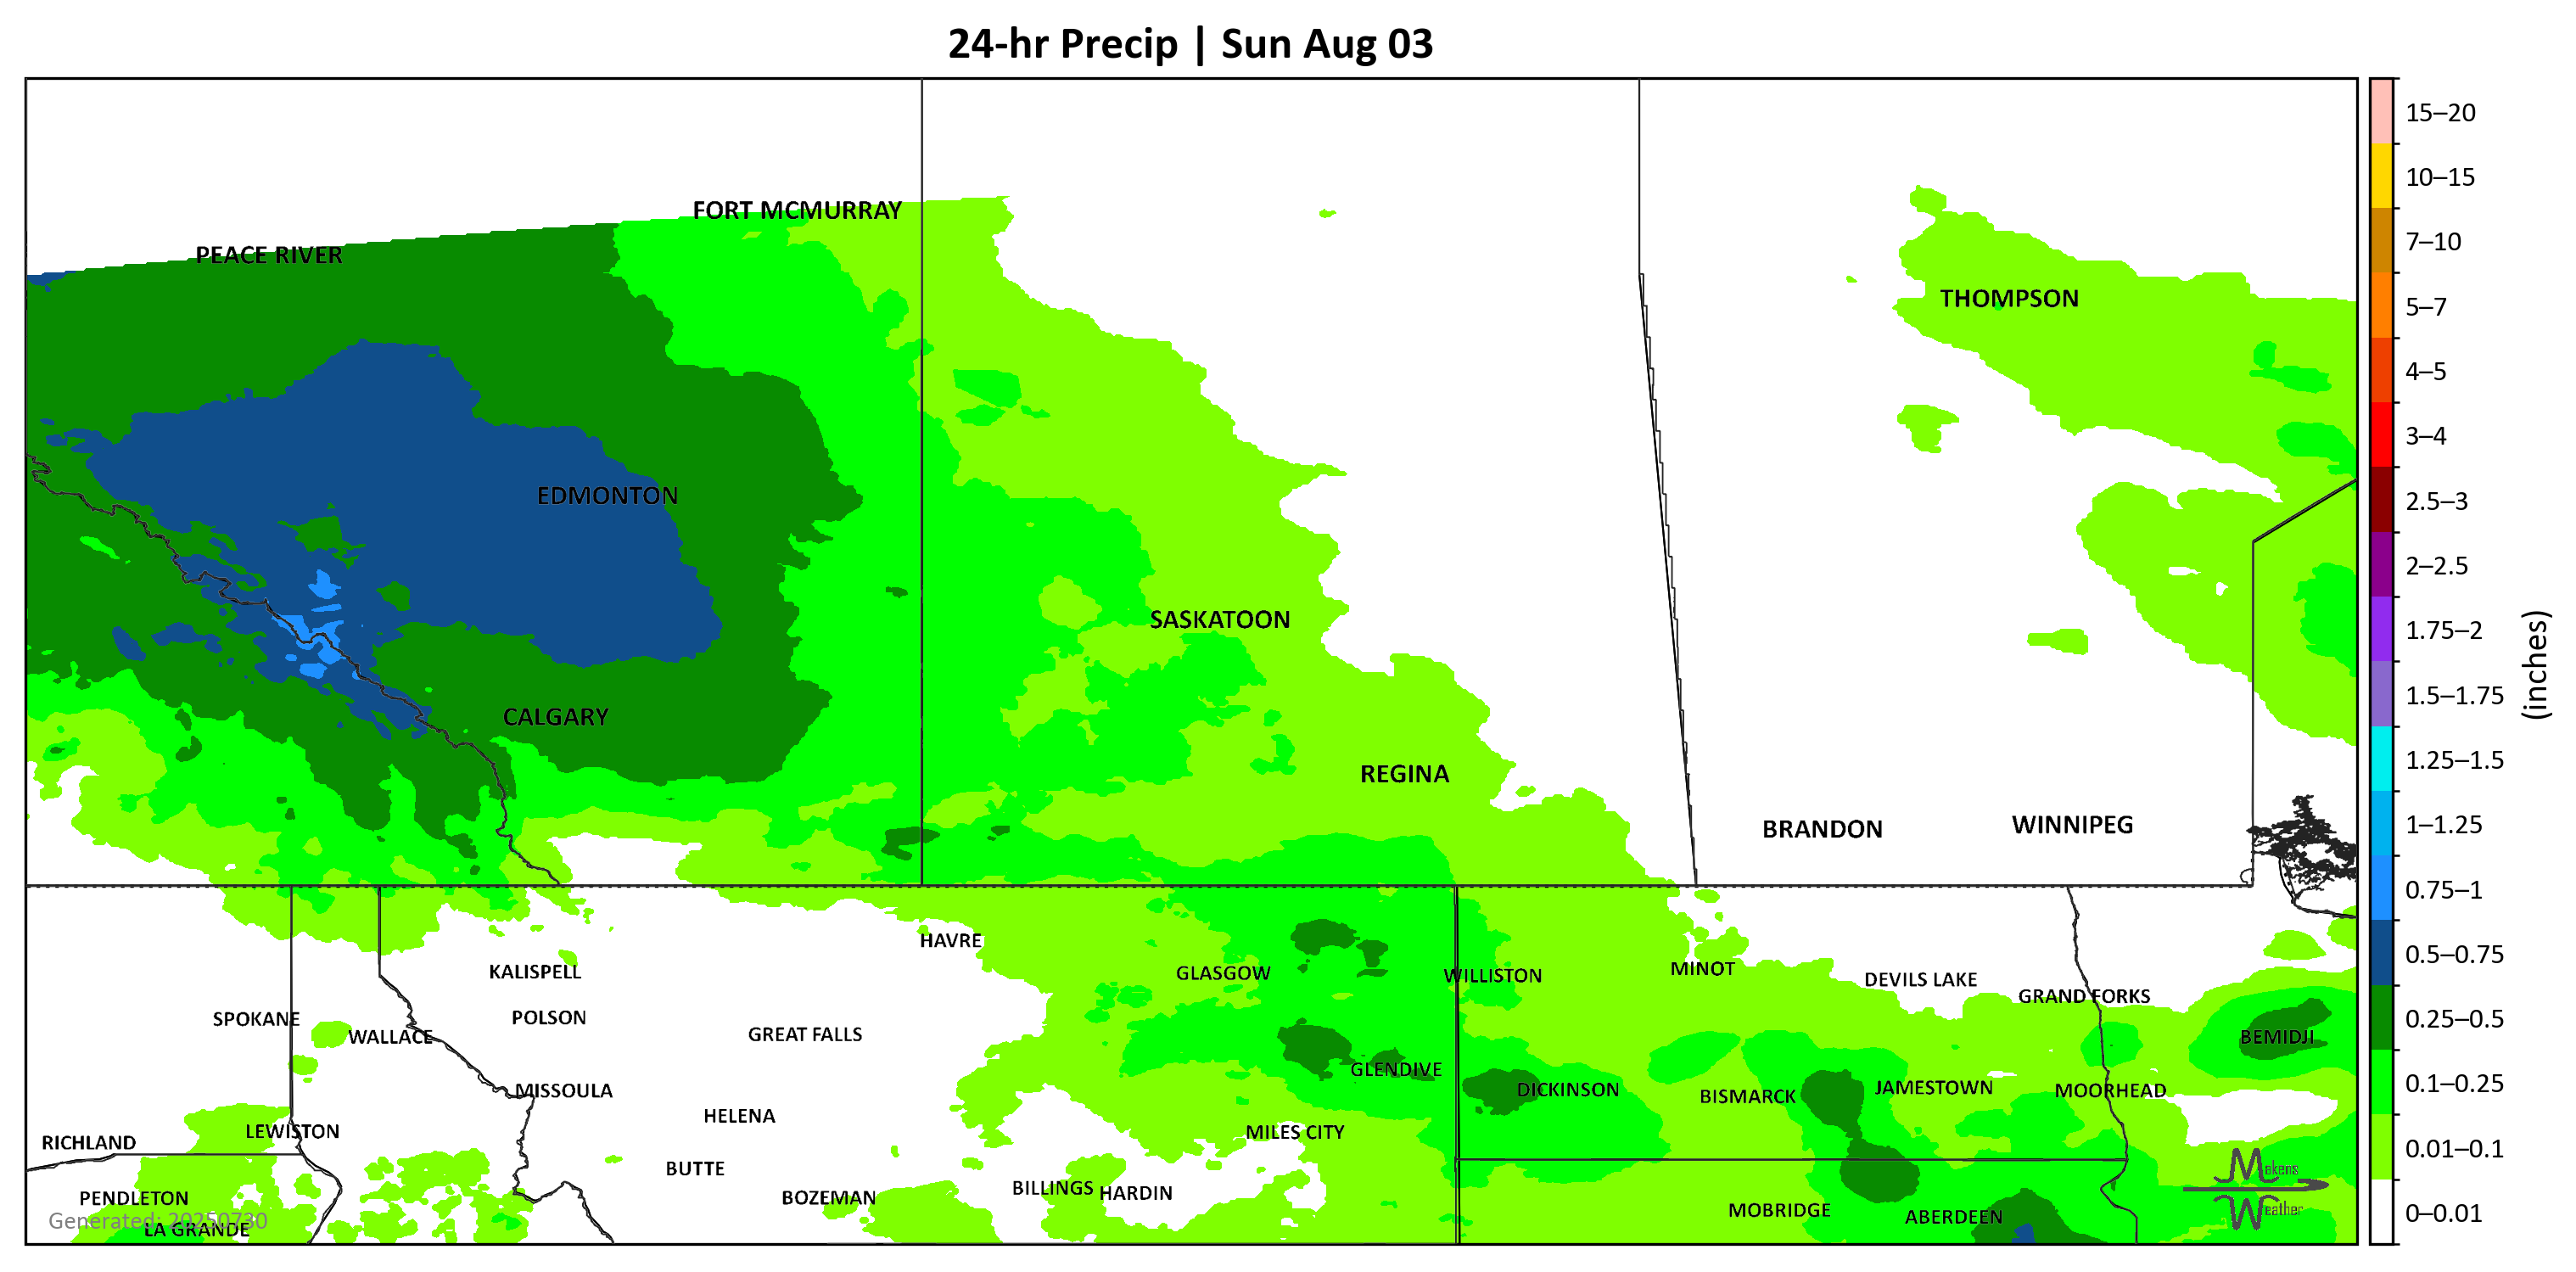 24-hr Precip | Sun Aug 03
15–20
10–15
7–10
5–7
4–5
3–4
2.5–3
2–2.5
1.75–2
1.5–1.75
1.25–1.5
1–1.25
0.75–1
0.5–0.75
0.25–0.5
0.1–0.25
0.01–0.1
0–0.01
(inches)
FORT MCMURRAY
PEACE RIVER
THOMPSON
EDMONTON
SASKATOON
CALGARY
REGINA
BRANDON
WINNIPEG
HAVRE
KALISPELL
GLASGOW
WILLISTON
MINOT
DEVILS LAKE
GRAND FORKS
SPOKANE
WALLACE
POLSON
GREAT FALLS
BEMIDJI
GLENDIVE
MISSOULA
DICKINSON
BISMARCK
JAMESTOWN
MOORHEAD
HELENA
RICHLAND
LEWISTON
MILES CITY
BUTTE
PENDLETON
BOZEMAN
BILLINGS
HARDIN
MOBRIDGE
ABERDEEN
Generated: 20250730
LA GRANDE
Mekens
Weather